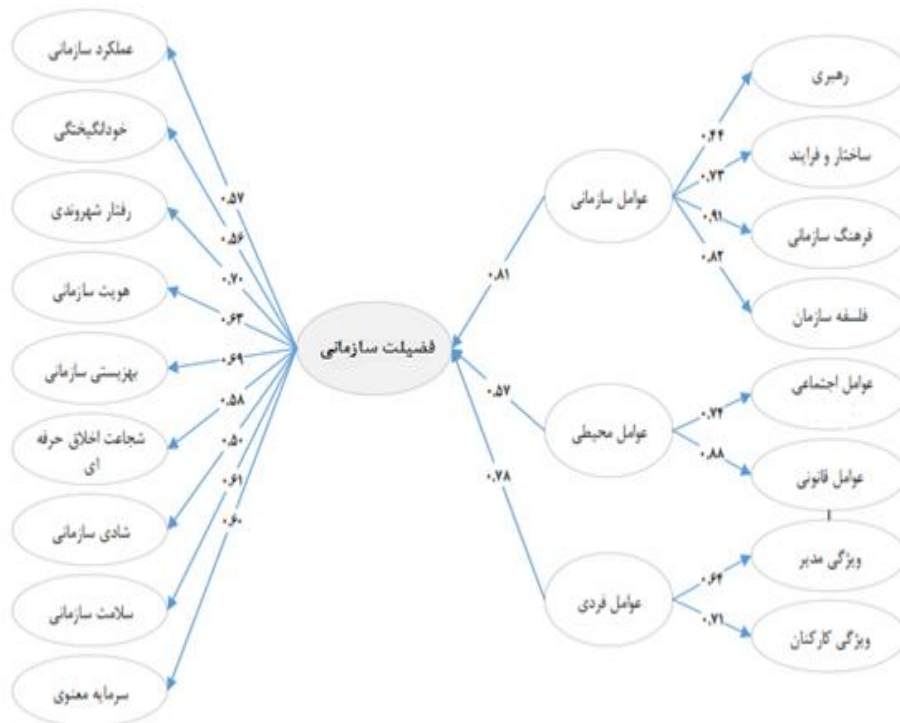 رهبری
ساختار و فرایند
فرهنگ سازمانی
فلسفه سازمان
عوامل اجتماعی
عوامل قانونی
ویژگی مدیر
ویژگی کارکنان
۰.۴۴
۰.۷۳
۰.۹۱
۰.۸۲
۰.۷۴
۰.۸۸
۰.۶۴
۰.۷۱
عوامل سازمانی
عوامل محیطی
عوامل فردی
۰.۸۱
۰.۵۷
۰.۷۸
فضیلت سازمانی
۰.۵۷
۰.۵۶
۰.۷۰
۰.۶۳
۰.۶۹
۰.۵۸
۰.۵۰
۰.۶۱
۰.۶۰
عملکرد سازمانی
خودانگیختگی
رفتار شهروندی
هویت سازمانی
بهزیستی سازمانی
شجاعت اخلاق حرفه
ای
شادی سازمانی
سلامت سازمانی
سرمایه معنوی